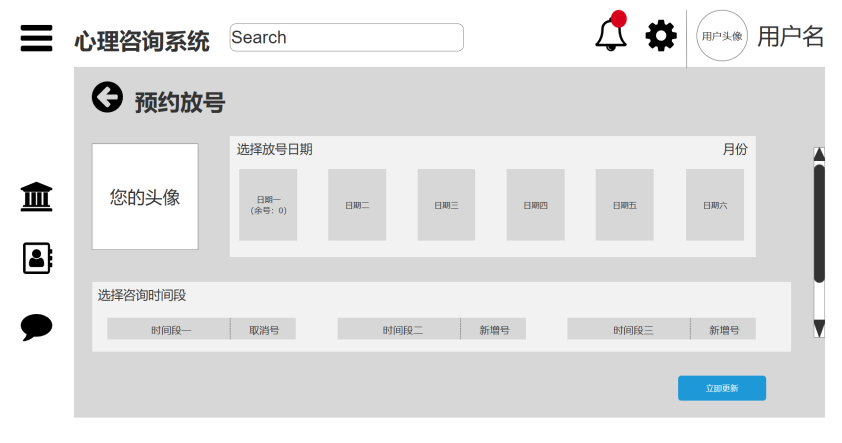 心理咨询系统
Search
用户头像
用户名
预约放号
您的头像
选择放号日期
月份
日期一
(余号：0)
日期二
日期三
日期四
日期五
日期六
选择咨询时间段
时间段一
取消号
时间段二
新增号
时间段三
新增号
立即更新